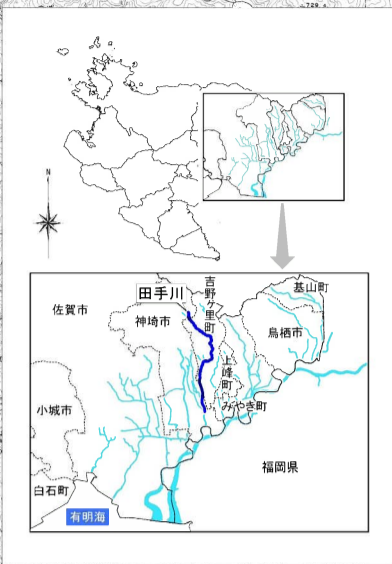 729
N
田手川
吉野ヶ里町
基山町
佐賀市
神埼市
鳥栖市
上峰町
みやき町
小城市
福岡県
白石町
有明海